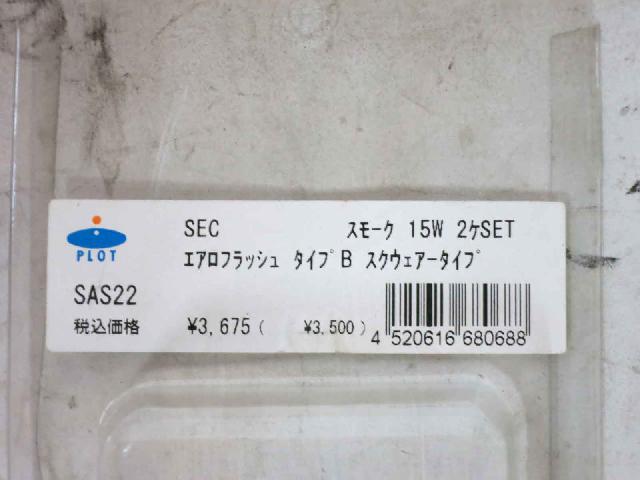 SEC ｽﾓｰｸ 15W 2ｹSET
PLOT ｴｱﾛﾌﾗｯｼｭ ﾀｲﾌﾟB ｽｸｳｪｱｰﾀｲﾌﾟ
SAS22
税込価格 ¥3,675 ( ¥3,500 )
4 520616 680688